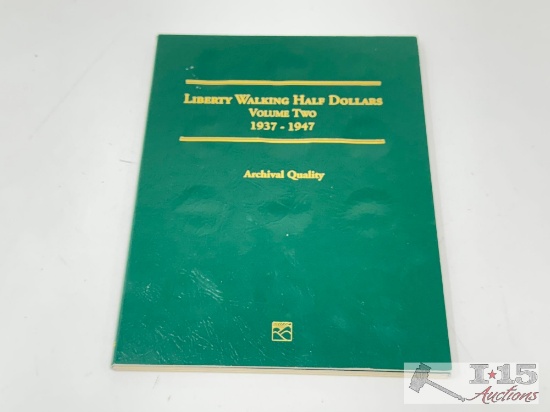 Liberty Walking Half Dollars
Volume Two
1937 - 1947
Archival Quality
I★15
Auctions